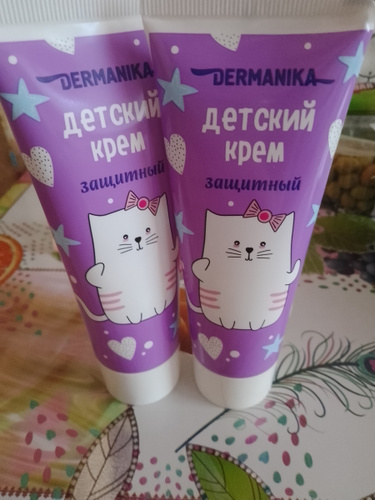 DERMANIKA
детский
крем
защитный
DERMANIKA
детский
крем
защитный